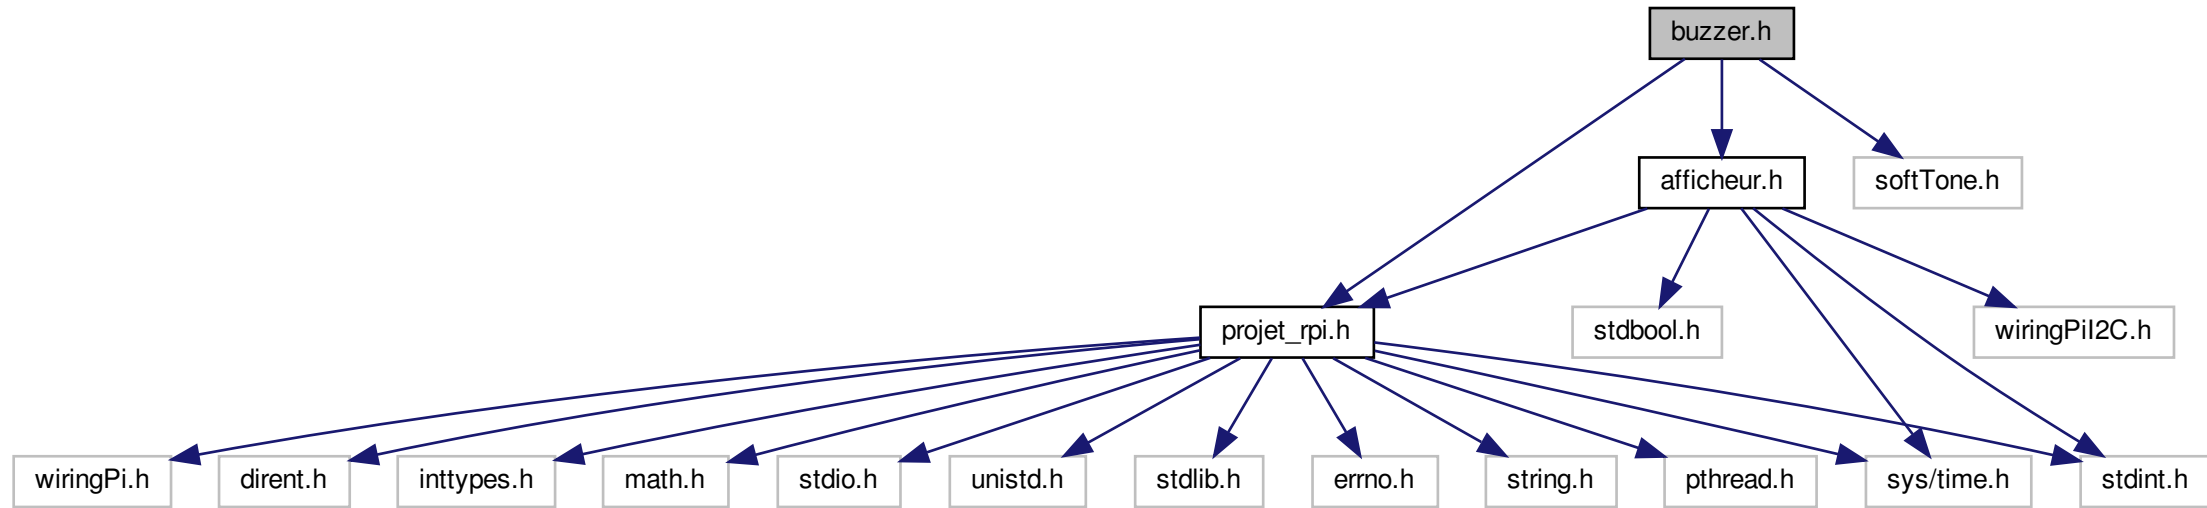 buzzer.h
afficheur.h
softTone.h
projet_rpi.h
stdbool.h
wiringPiI2C.h
wiringPi.h
dirent.h
inttypes.h
math.h
stdio.h
unistd.h
stdlib.h
errno.h
string.h
pthread.h
sys/time.h
stdint.h